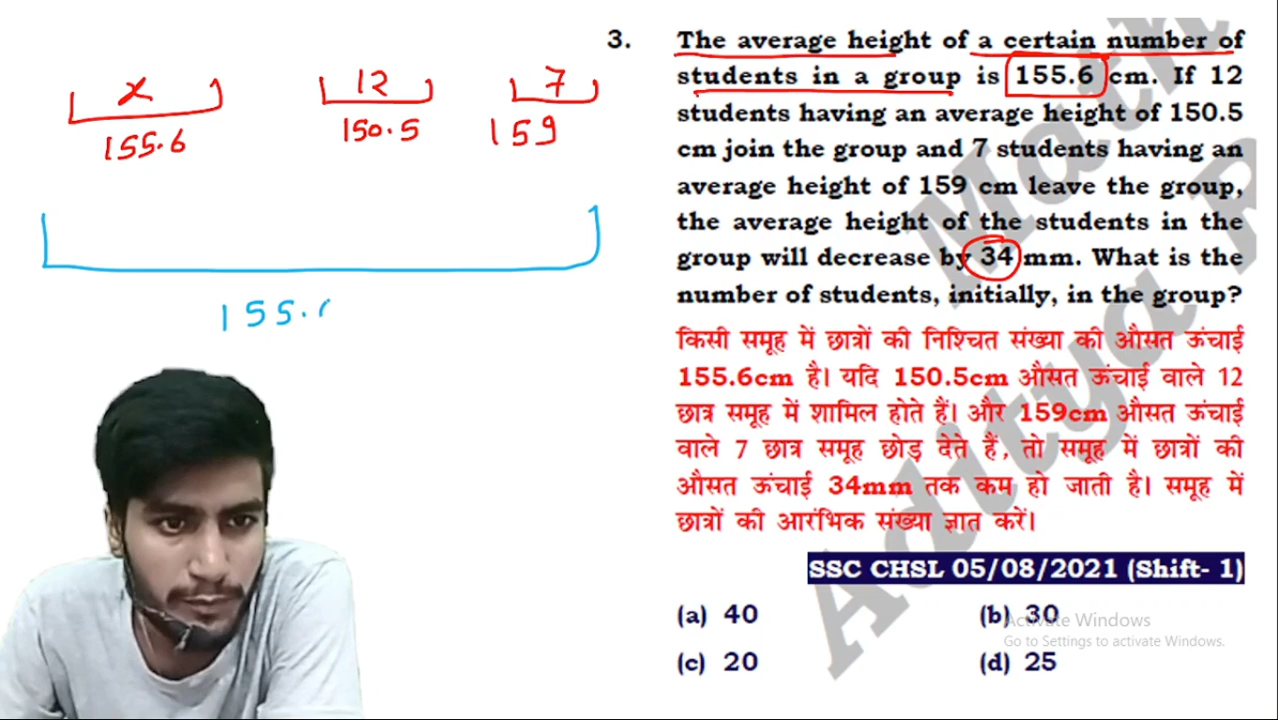 3. The average height of a certain number of
students in a group is 155.6 cm. If 12
students having an average height of 150.5
cm join the group and 7 students having an
average height of 159 cm leave the group,
the average height of the students in the
group will decrease by 34 mm. What is the
number of students, initially, in the group?
किसी समूह में छात्रों की निश्चित संख्या की औसत ऊंचाई
155.6cm है। यदि 150.5cm औसत ऊंचाई वाले 12
छात्र समूह में शामिल होते हैं। और 159cm औसत ऊंचाई
वाले 7 छात्र समूह छोड़ देते हैं, तो समूह में छात्रों की
औसत ऊंचाई 34mm तक कम हो जाती है। समूह में
छात्रों की आरंभिक संख्या ज्ञात करें।
SSC CHSL 05/08/2021 (Shift- 1)
(a) 40 (b) 30
(c) 20 (d) 25
x 12 7
155.6 150.5 159
155.
Activate Windows
Go to Settings to activate Windows.
Aditya
Math